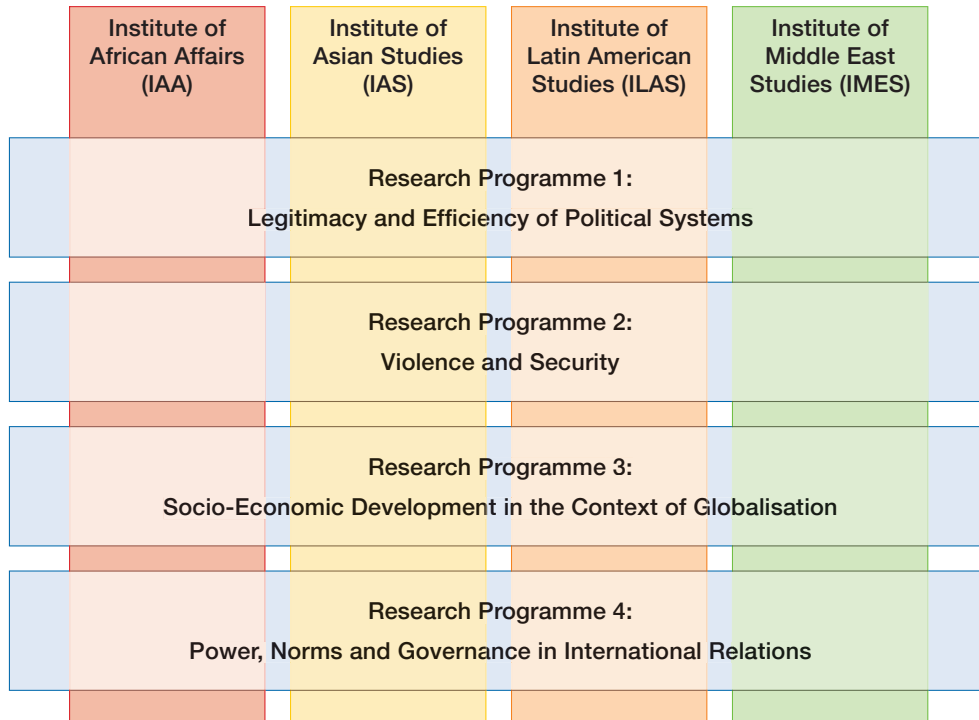 Institute of
African Affairs
(IAA)
Institute of
Asian Studies
(IAS)
Institute of
Latin American
Studies (ILAS)
Institute of
Middle East
Studies (IMES)
Research Programme 1:
Legitimacy and Efficiency of Political Systems
Research Programme 2:
Violence and Security
Research Programme 3:
Socio-Economic Development in the Context of Globalisation
Research Programme 4:
Power, Norms and Governance in International Relations